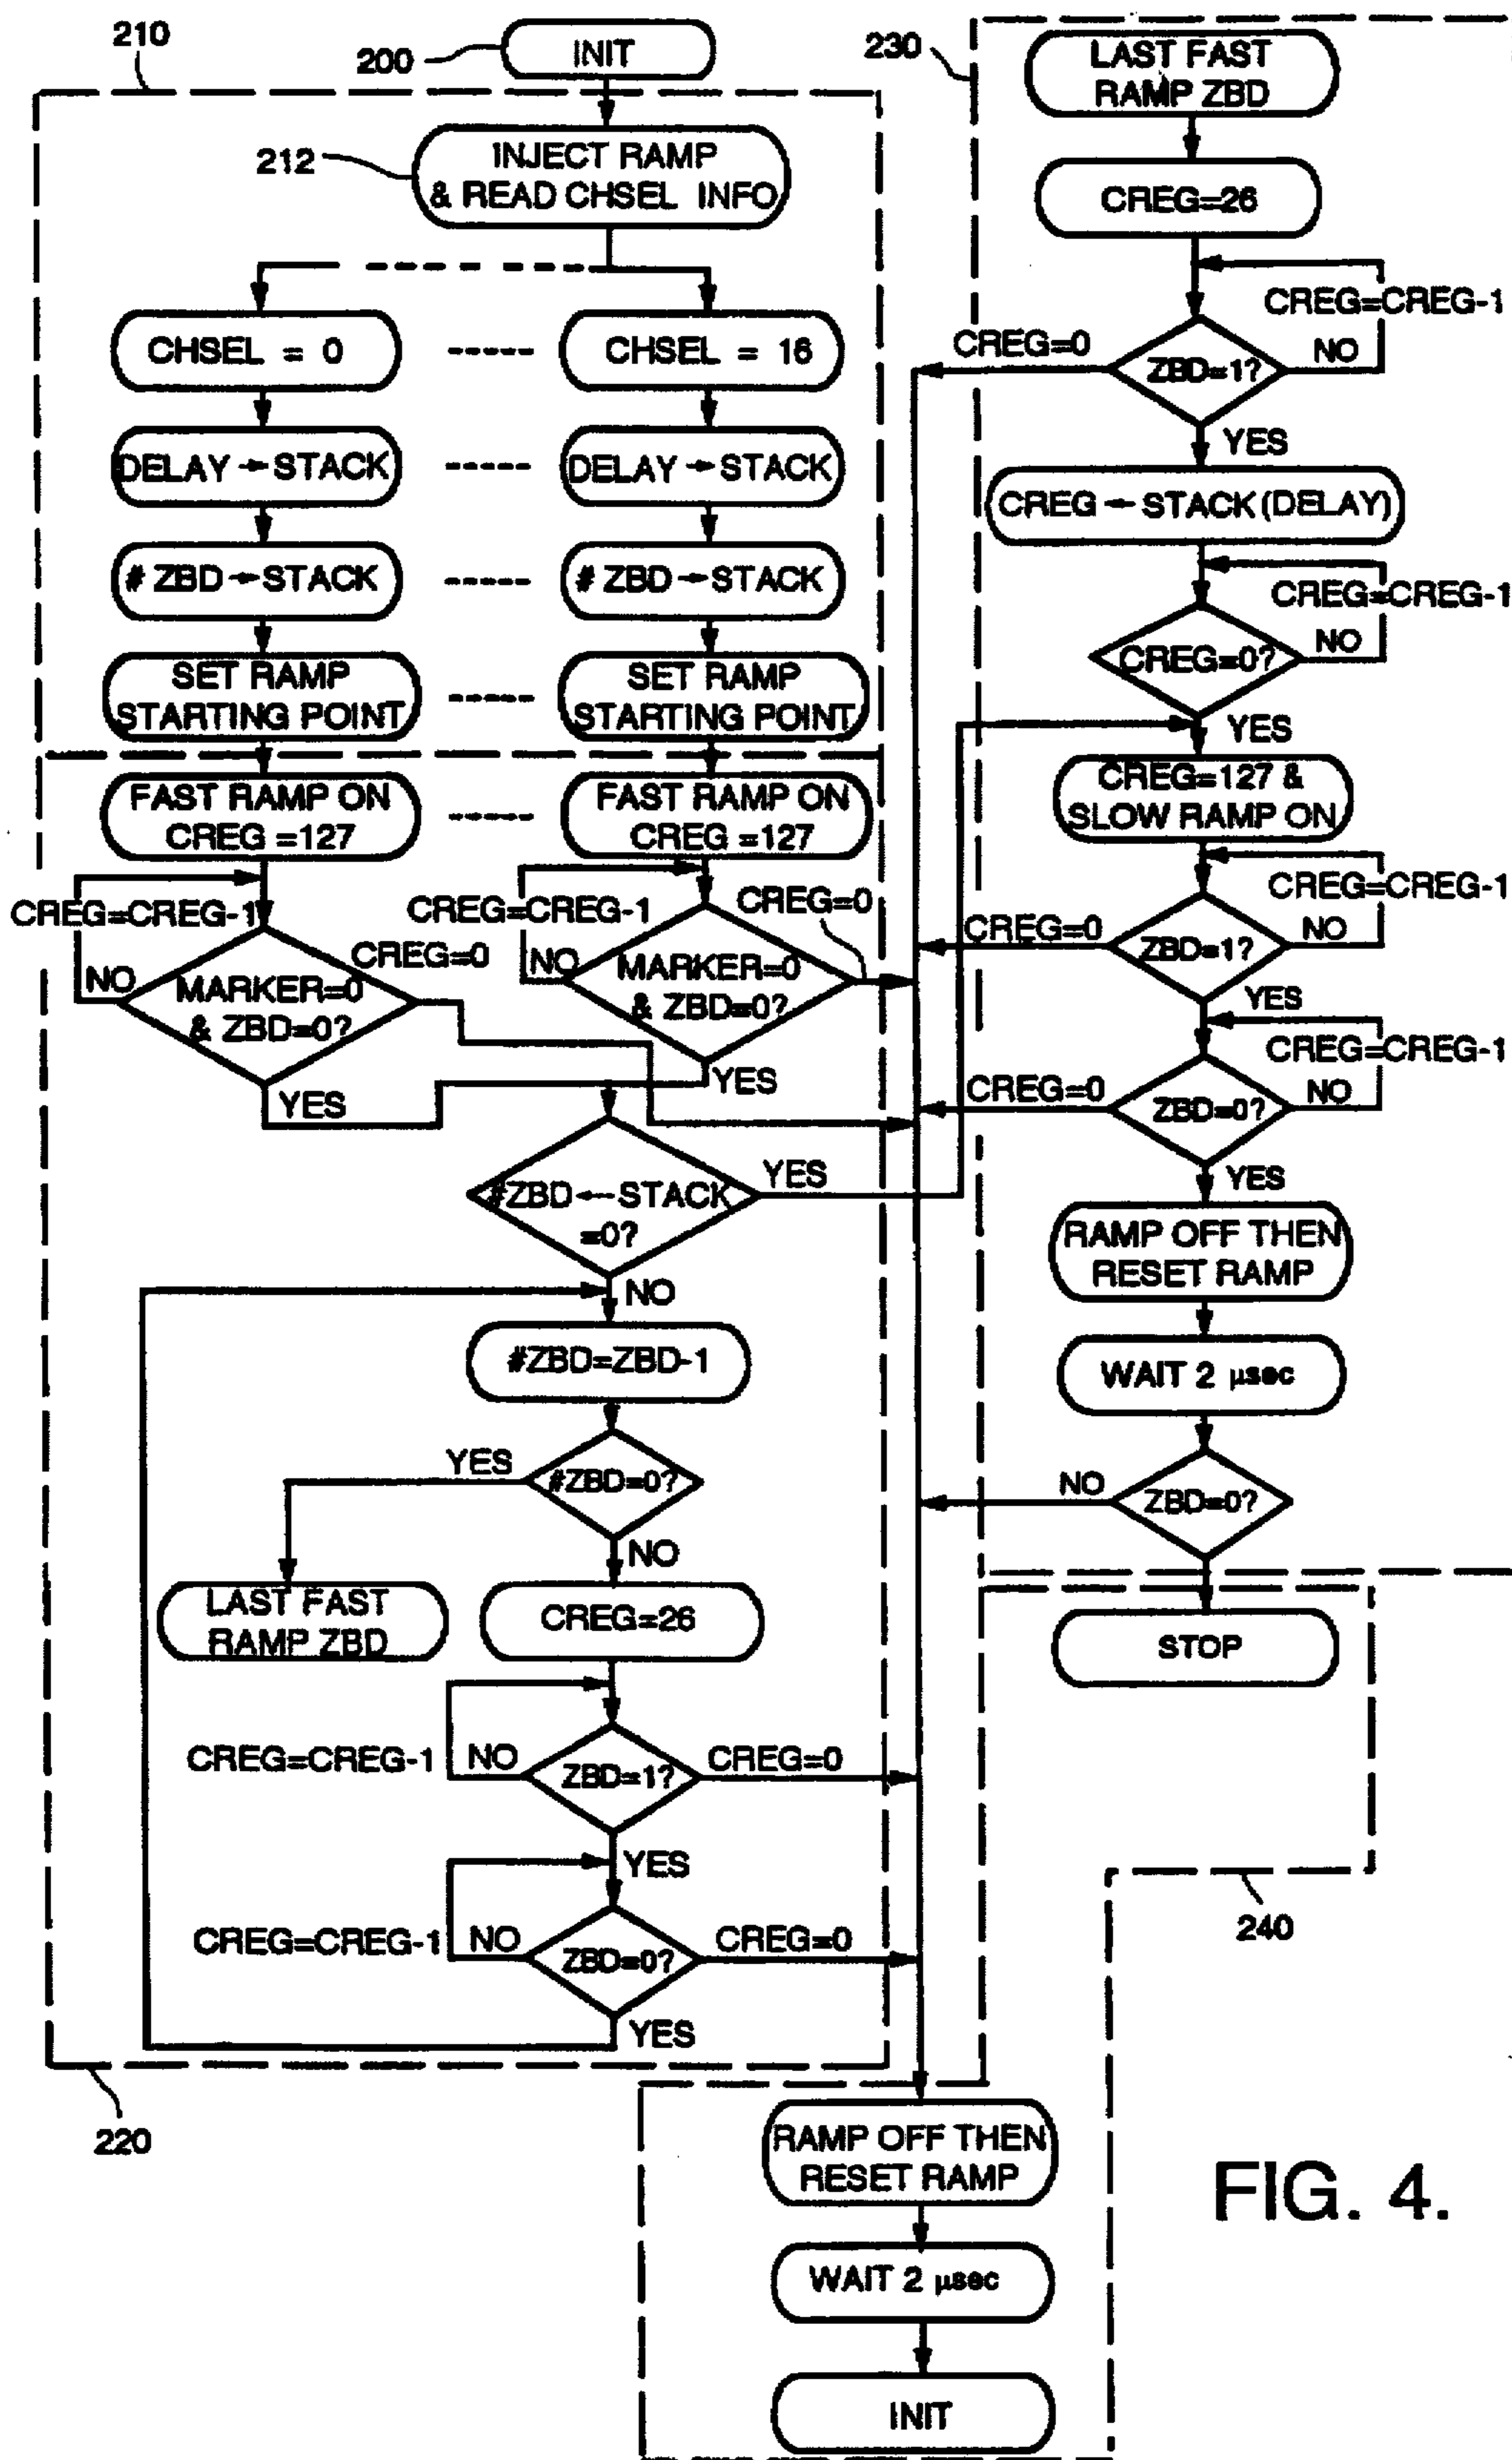 210
200
INIT
212
INJECT RAMP
& READ CHSEL INFO
CHSEL = 0
-----
CHSEL = 16
DELAY → STACK
-----
DELAY → STACK
# ZBD → STACK
-----
# ZBD → STACK
SET RAMP
STARTING POINT
-----
SET RAMP
STARTING POINT
FAST RAMP ON
CREG =127
-----
FAST RAMP ON
CREG =127
CREG=CREG-1
CREG=CREG-1
CREG=0
NO
MARKER=0
& ZBD=0?
CREG=0
NO
MARKER=0
& ZBD=0?
YES
YES
#ZBD ← STACK
=0?
YES
NO
#ZBD=ZBD-1
YES
#ZBD=0?
NO
LAST FAST
RAMP ZBD
CREG=26
CREG=CREG-1
NO
ZBD=1?
CREG=0
YES
CREG=CREG-1
NO
ZBD=0?
CREG=0
YES
220
230
LAST FAST
RAMP ZBD
CREG=26
CREG=CREG-1
CREG=0
ZBD=1?
NO
YES
CREG ← STACK (DELAY)
CREG=CREG-1
CREG=0?
NO
YES
CREG=127 &
SLOW RAMP ON
CREG=CREG-1
CREG=0
ZBD=1?
NO
YES
CREG=CREG-1
CREG=0
ZBD=0?
NO
YES
RAMP OFF THEN
RESET RAMP
WAIT 2 µsec
NO
ZBD=0?
STOP
240
RAMP OFF THEN
RESET RAMP
WAIT 2 µsec
INIT
FIG. 4.